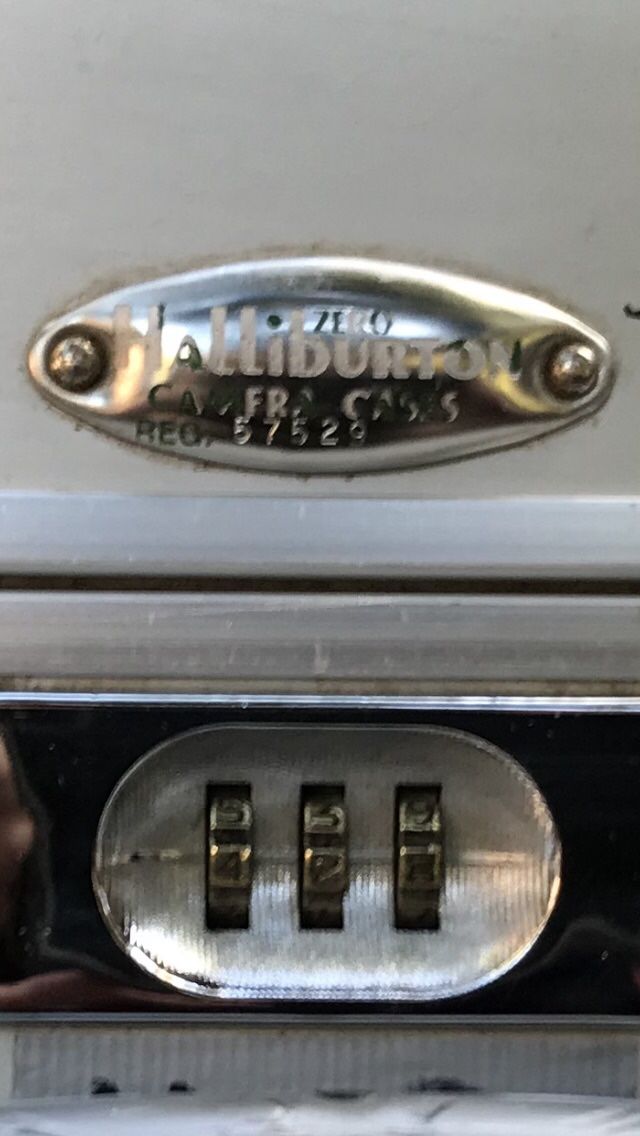 ZERO
Halliburton
CAMERA CASES
REG. 57529